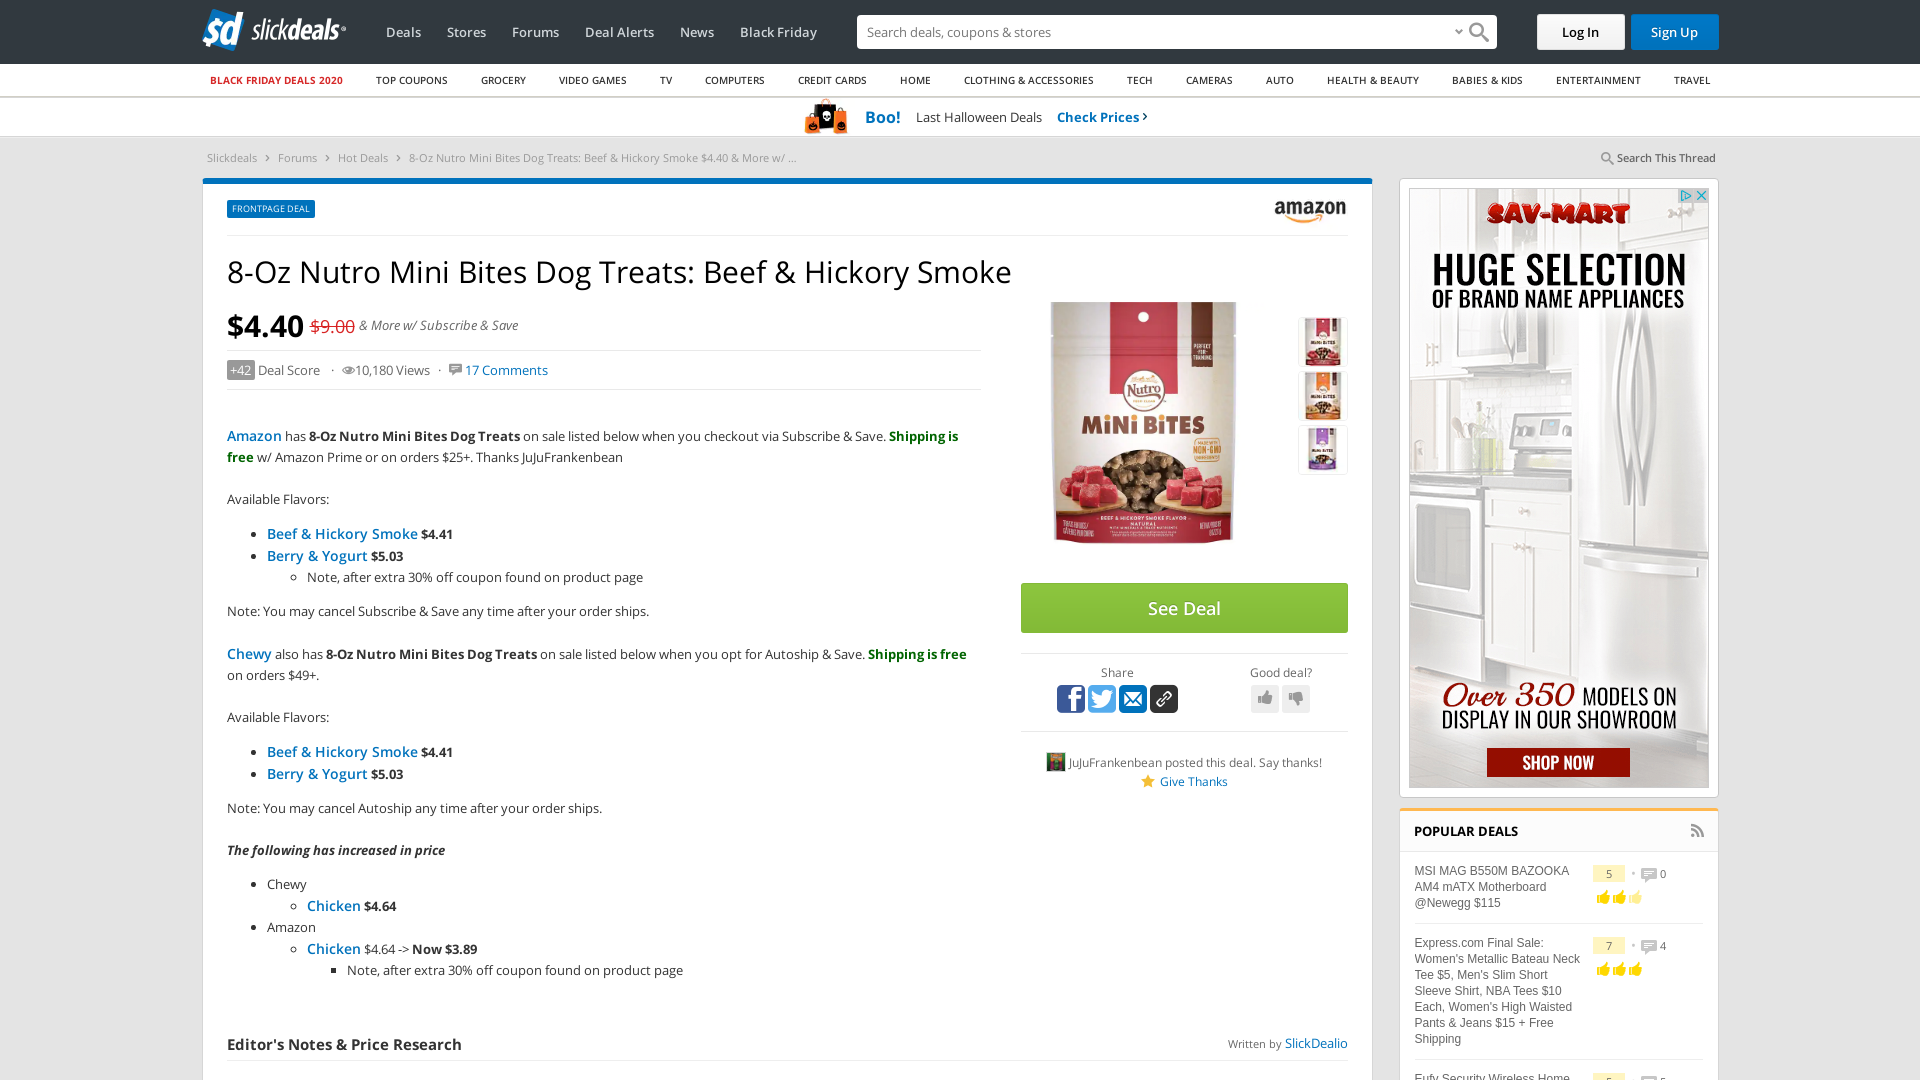 slickdeals
Deals
Stores
Forums
Deal Alerts
News
Black Friday
Search deals, coupons & stores
Log In
Sign Up
BLACK FRIDAY DEALS 2020
TOP COUPONS
GROCERY
VIDEO GAMES
TV
COMPUTERS
CREDIT CARDS
HOME
CLOTHING & ACCESSORIES
TECH
CAMERAS
AUTO
HEALTH & BEAUTY
BABIES & KIDS
ENTERTAINMENT
TRAVEL
Boo! Last Halloween Deals Check Prices
Slickdeals
Forums
Hot Deals
8-Oz Nutro Mini Bites Dog Treats: Beef & Hickory Smoke $4.40 & More w/ ...
Search This Thread
FRONTPAGE DEAL
amazon
8-Oz Nutro Mini Bites Dog Treats: Beef & Hickory Smoke
$4.40 $9.00 & More w/ Subscribe & Save
+42 Deal Score · 10,180 Views · 17 Comments
Amazon has 8-Oz Nutro Mini Bites Dog Treats on sale listed below when you checkout via Subscribe & Save. Shipping is
free w/ Amazon Prime or on orders $25+. Thanks JuJuFrankenbean
Available Flavors:
Beef & Hickory Smoke $4.41
Berry & Yogurt $5.03
Note, after extra 30% off coupon found on product page
Note: You may cancel Subscribe & Save any time after your order ships.
Chewy also has 8-Oz Nutro Mini Bites Dog Treats on sale listed below when you opt for Autoship & Save. Shipping is free
on orders $49+.
Available Flavors:
Beef & Hickory Smoke $4.41
Berry & Yogurt $5.03
Note: You may cancel Autoship any time after your order ships.
The following has increased in price
Chewy
Chicken $4.64
Amazon
Chicken $4.64 -> Now $3.89
Note, after extra 30% off coupon found on product page
Editor's Notes & Price Research
Written by SlickDealio
Nutro
MiNi BiTES
NON-GMO
BEEF & HICKORY SMOKE FLAVOR
NATURAL
See Deal
Share
Good deal?
JuJuFrankenbean posted this deal. Say thanks!
Give Thanks
SAV-MART
HUGE SELECTION
OF BRAND NAME APPLIANCES
Over 350 MODELS ON
DISPLAY IN OUR SHOWROOM
SHOP NOW
POPULAR DEALS
MSI MAG B550M BAZOOKA
AM4 mATX Motherboard
@Newegg $115
5 • 0
Express.com Final Sale:
Women's Metallic Bateau Neck
Tee $5, Men's Slim Short
Sleeve Shirt, NBA Tees $10
Each, Women's High Waisted
Pants & Jeans $15 + Free
Shipping
7 • 4
Eufy Security Wireless Home